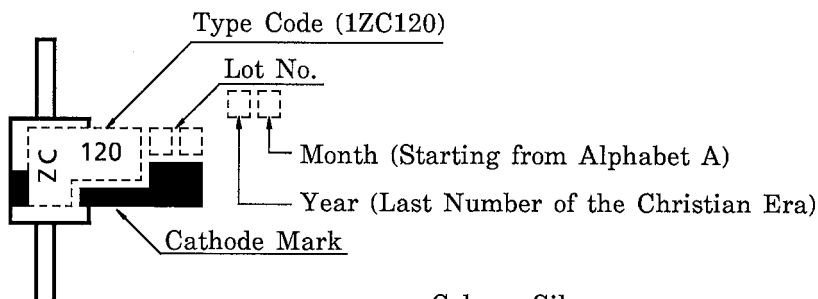 Type Code (1ZC120)
Lot No.
ZC 120
Month (Starting from Alphabet A)
Year (Last Number of the Christian Era)
Cathode Mark